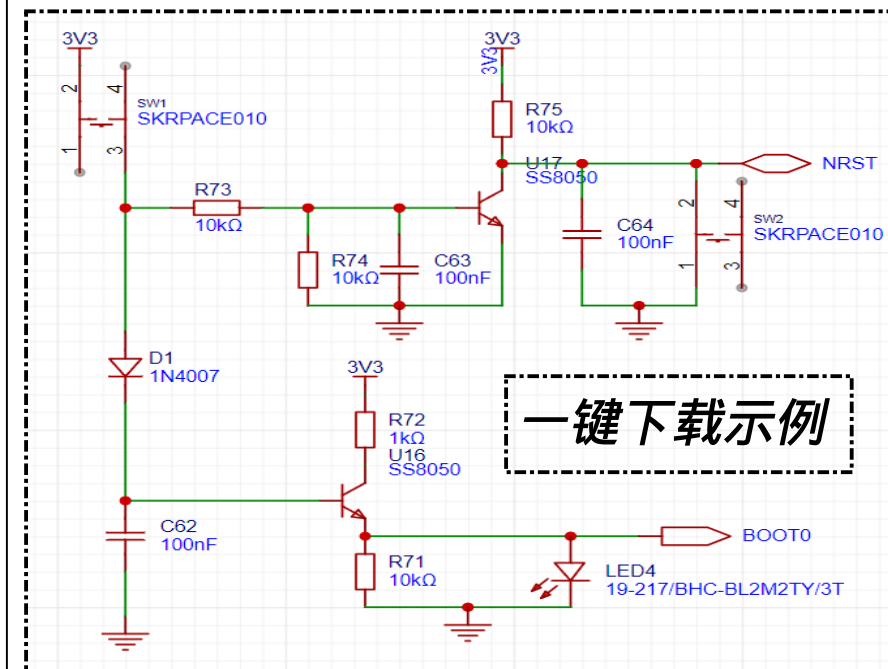 3V3
2
4
SW1
SKRPACE010
1
3
3V3
3V3
R75
10kΩ
U17
SS8050
NRST
R73
10kΩ
R74
10kΩ
C63
100nF
C64
100nF
2
4
SW2
SKRPACE010
1
3
D1
1N4007
3V3
R72
1kΩ
U16
SS8050
一键下载示例
C62
100nF
BOOT0
R71
10kΩ
LED4
19-217/BHC-BL2M2TY/3T